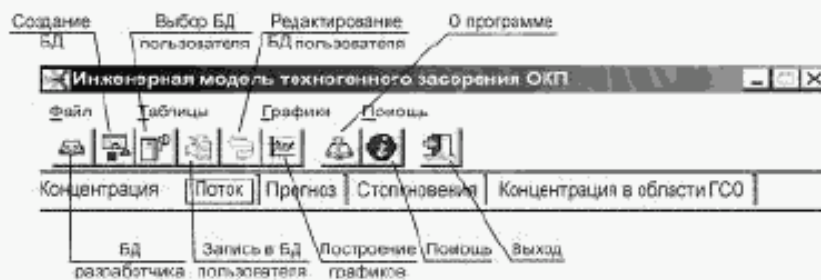 Создание
БД
Выбор БД
пользователя
Редактирование
БД пользователя
О программе
Инженерная модель техногенного засорения ОКП
Файл Таблицы Графики Помощь
Концентрация Поток Прогноз Столкновения Концентрация в области ГСО
БД
разработчика
Запись в БД
пользователя
Построение
графиков
Помощь
Выход